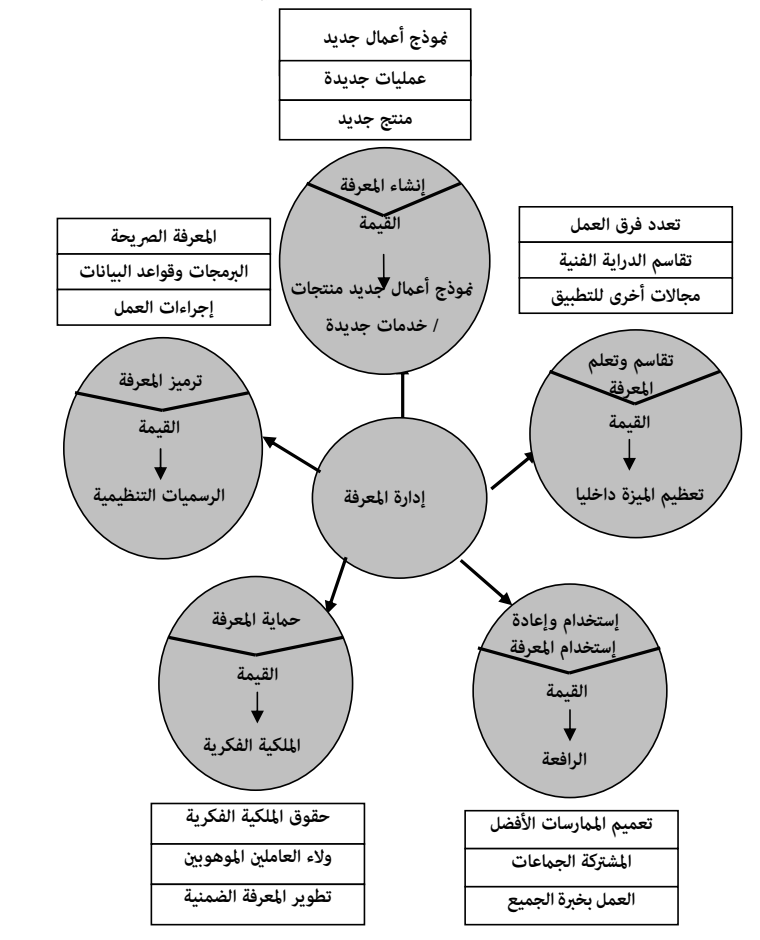 نموذج أعمال جديد
عمليات جديدة
منتج جديد
إنشاء المعرفة
القيمة
نموذج أعمال جديد منتجات
/ خدمات جديدة
تعدد فرق العمل
تقاسم الدراية الفنية
مجالات أخرى للتطبيق
تقاسم وتعلم
المعرفة
القيمة
تعظيم الميزة داخليا
المعرفة الصريحة
البرمجات وقواعد البيانات
إجراءات العمل
ترميز المعرفة
القيمة
الرسميات التنظيمية
إدارة المعرفة
إستخدام وإعادة
إستخدام المعرفة
القيمة
الرافعة
تعميم الممارسات الأفضل
المشتركة الجماعات
العمل بخبرة الجميع
حماية المعرفة
القيمة
الملكية الفكرية
حقوق الملكية الفكرية
ولاء العاملين الموهوبين
تطوير المعرفة الضمنية